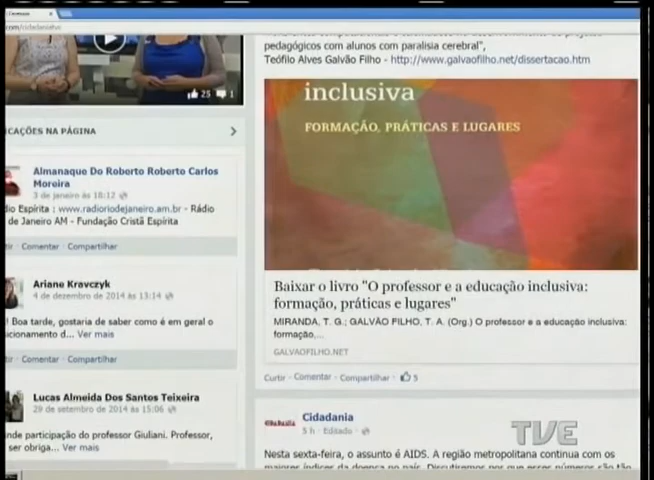 pedagógicos com alunos com paralisia cerebral",
Teófilo Alves Galvão Filho - http://www.galvaofilho.net/dissertacao.htm
inclusiva
FORMAÇÃO, PRÁTICAS E LUGARES
Baixar o livro "O professor e a educação inclusiva:
formação, práticas e lugares"
MIRANDA, T. G.; GALVÃO FILHO, T. A. (Org.) O professor e a educação inclusiva:
formação,...
GALVAOFILHO.NET
Curtir · Comentar · Compartilhar · 5
Cidadania
5 h · Editado ·
Nesta sexta-feira, o assunto é AIDS. A região metropolitana continua com os
maiores índices da doença no país. Discutiremos por que esses números são tão
25 1
CAÇÕES NA PÁGINA
Almanaque Do Roberto Roberto Carlos
Moreira
3 de janeiro às 18:12
dio Espírita : www.radioriodejaneiro.am.br - Rádio
de Janeiro AM - Fundação Cristã Espírita
tir · Comentar · Compartilhar
Ariane Kravczyk
4 de dezembro de 2014 às 13:14
! Boa tarde, gostaria de saber como é em geral o
cionamento d... Ver mais
tir · Comentar · Compartilhar
Lucas Almeida Dos Santos Teixeira
29 de setembro de 2014 às 15:06
nde participação do professor Giuliani. Professor,
ser obriga... Ver mais
TVE